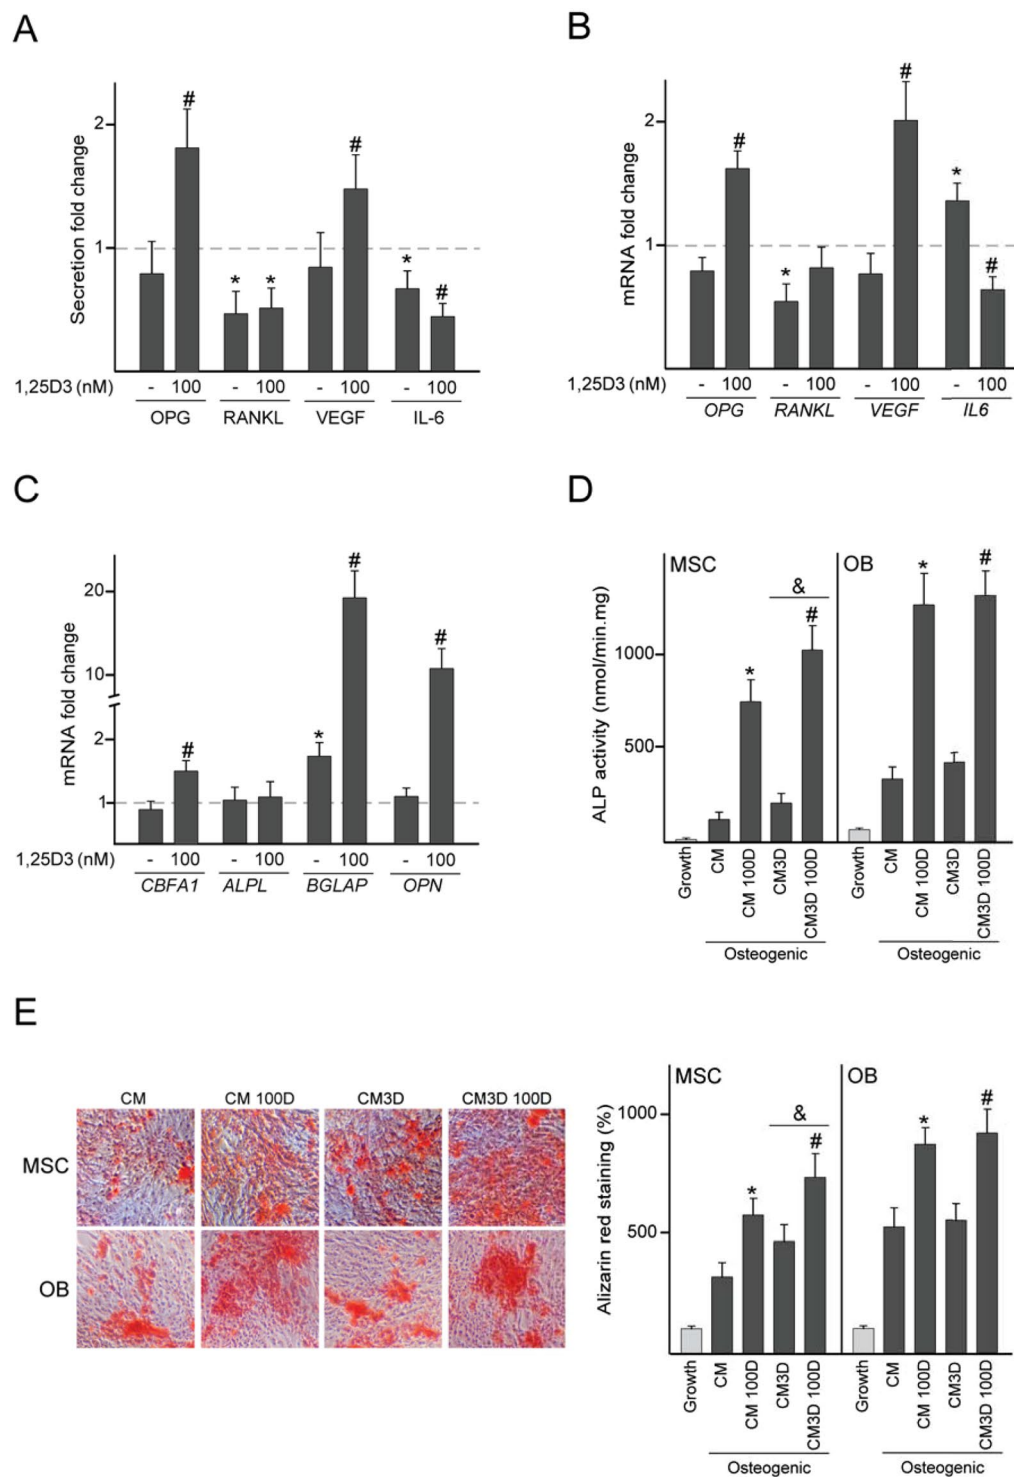 A
Secretion fold change
2
1
#
* *
#
*
#
1,25D3 (nM) - 100 - 100 - 100 - 100
OPG RANKL VEGF IL-6
B
mRNA fold change
2
1
#
*
#
*
#
1,25D3 (nM) - 100 - 100 - 100 - 100
OPG RANKL VEGF IL6
C
mRNA fold change
20
10
2
1
#
*
#
#
1,25D3 (nM) - 100 - 100 - 100 - 100
CBFA1 ALPL BGLAP OPN
D
ALP activity (nmol/min.mg)
1000
500
MSC
*
&
#
OB
*
#
Growth CM CM 100D CM3D CM3D 100D
Growth CM CM 100D CM3D CM3D 100D
Osteogenic Osteogenic
E
CM CM 100D CM3D CM3D 100D
MSC
OB
Alizarin red staining (%)
1000
500
MSC
*
&
#
OB
*
#
Growth CM CM 100D CM3D CM3D 100D
Growth CM CM 100D CM3D CM3D 100D
Osteogenic Osteogenic